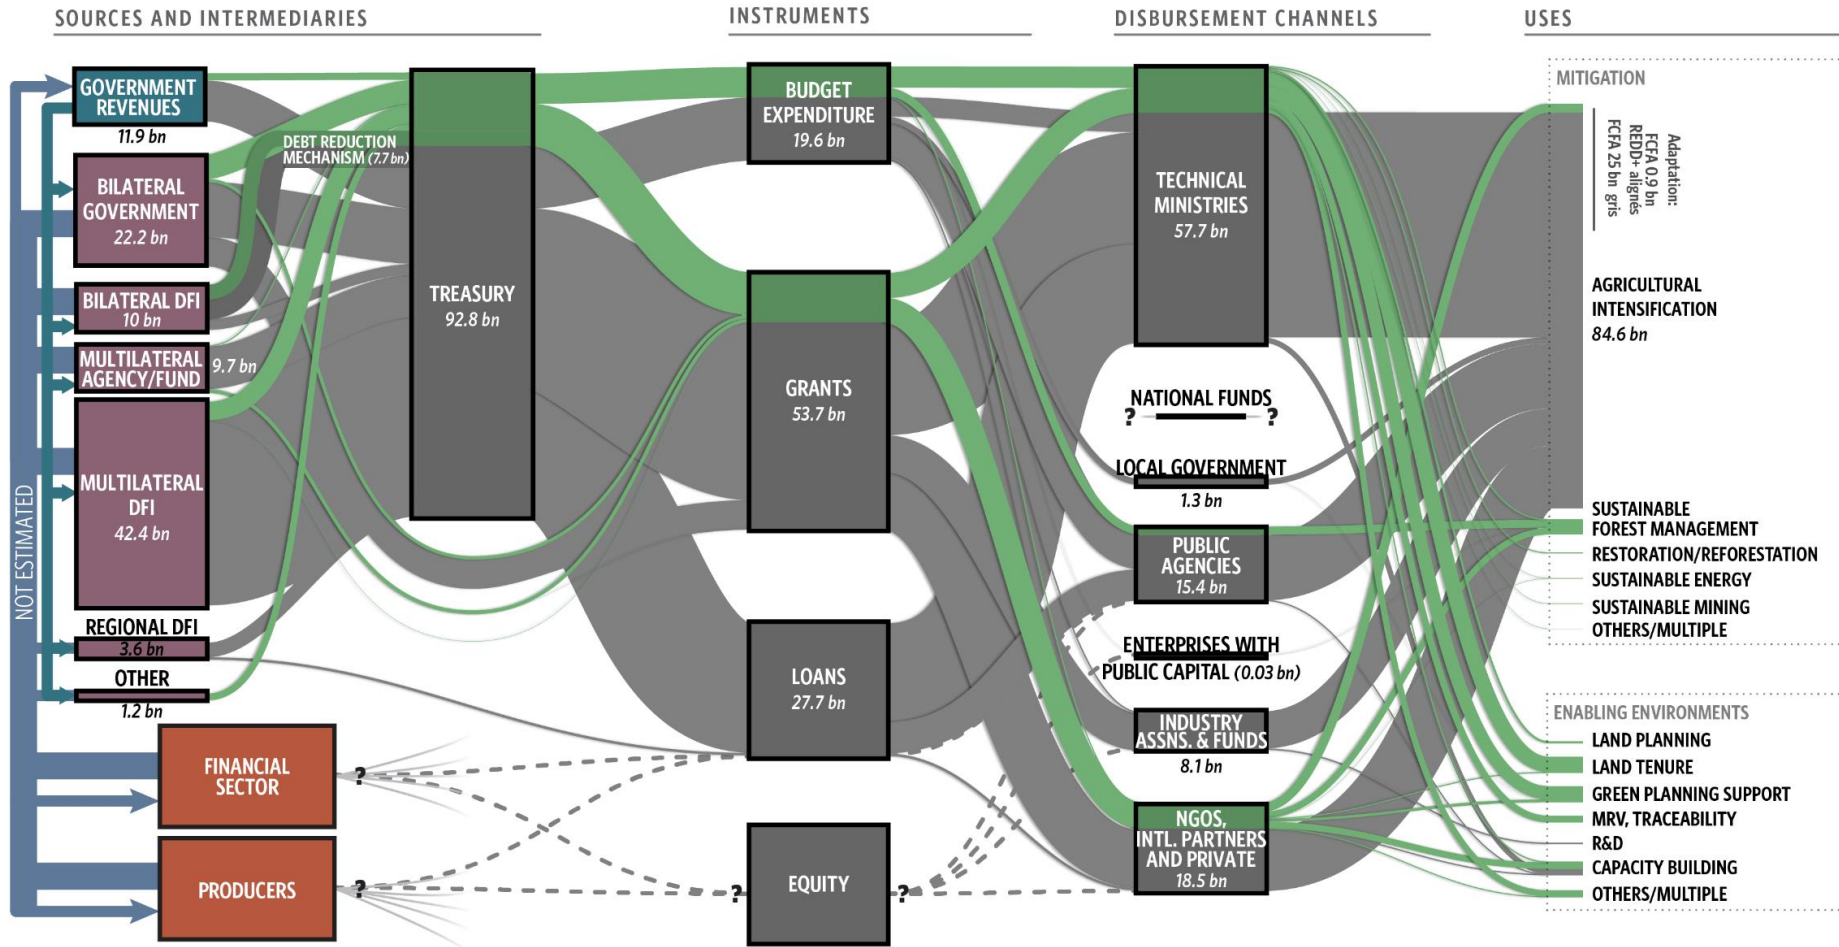 SOURCES AND INTERMEDIARIES
INSTRUMENTS
DISBURSEMENT CHANNELS
USES
GOVERNMENT
REVENUES
11.9 bn
BILATERAL
GOVERNMENT
22.2 bn
BILATERAL DFI
10 bn
MULTILATERAL
AGENCY/FUND
9.7 bn
MULTILATERAL
DFI
42.4 bn
REGIONAL DFI
3.6 bn
OTHER
1.2 bn
FINANCIAL
SECTOR
?
PRODUCERS
?
NOT ESTIMATED
DEBT REDUCTION
MECHANISM (7.7 bn)
TREASURY
92.8 bn
BUDGET
EXPENDITURE
19.6 bn
GRANTS
53.7 bn
LOANS
27.7 bn
?
EQUITY
?
TECHNICAL
MINISTRIES
57.7 bn
NATIONAL FUNDS
? ?
LOCAL GOVERNMENT
1.3 bn
PUBLIC
AGENCIES
15.4 bn
ENTERPRISES WITH
PUBLIC CAPITAL (0.03 bn)
INDUSTRY
ASSNS. & FUNDS
8.1 bn
NGOS,
INTL. PARTNERS
AND PRIVATE
18.5 bn
MITIGATION
Adaptation:
FCFA 0.9 bn
REDD+ alignés
FCFA 25 bn gris
AGRICULTURAL
INTENSIFICATION
84.6 bn
SUSTAINABLE
FOREST MANAGEMENT
RESTORATION/REFORESTATION
SUSTAINABLE ENERGY
SUSTAINABLE MINING
OTHERS/MULTIPLE
ENABLING ENVIRONMENTS
LAND PLANNING
LAND TENURE
GREEN PLANNING SUPPORT
MRV, TRACEABILITY
R&D
CAPACITY BUILDING
OTHERS/MULTIPLE